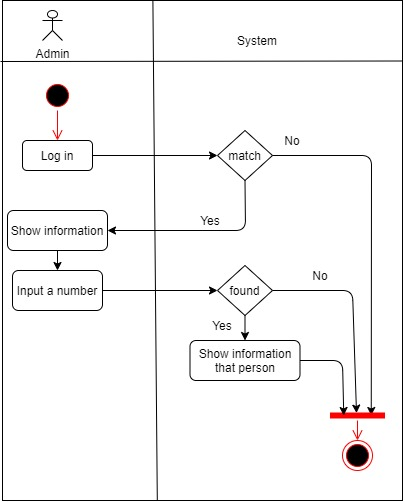 Admin
System
Log in
match
No
Yes
Show information
Input a number
found
No
Yes
Show information
that person